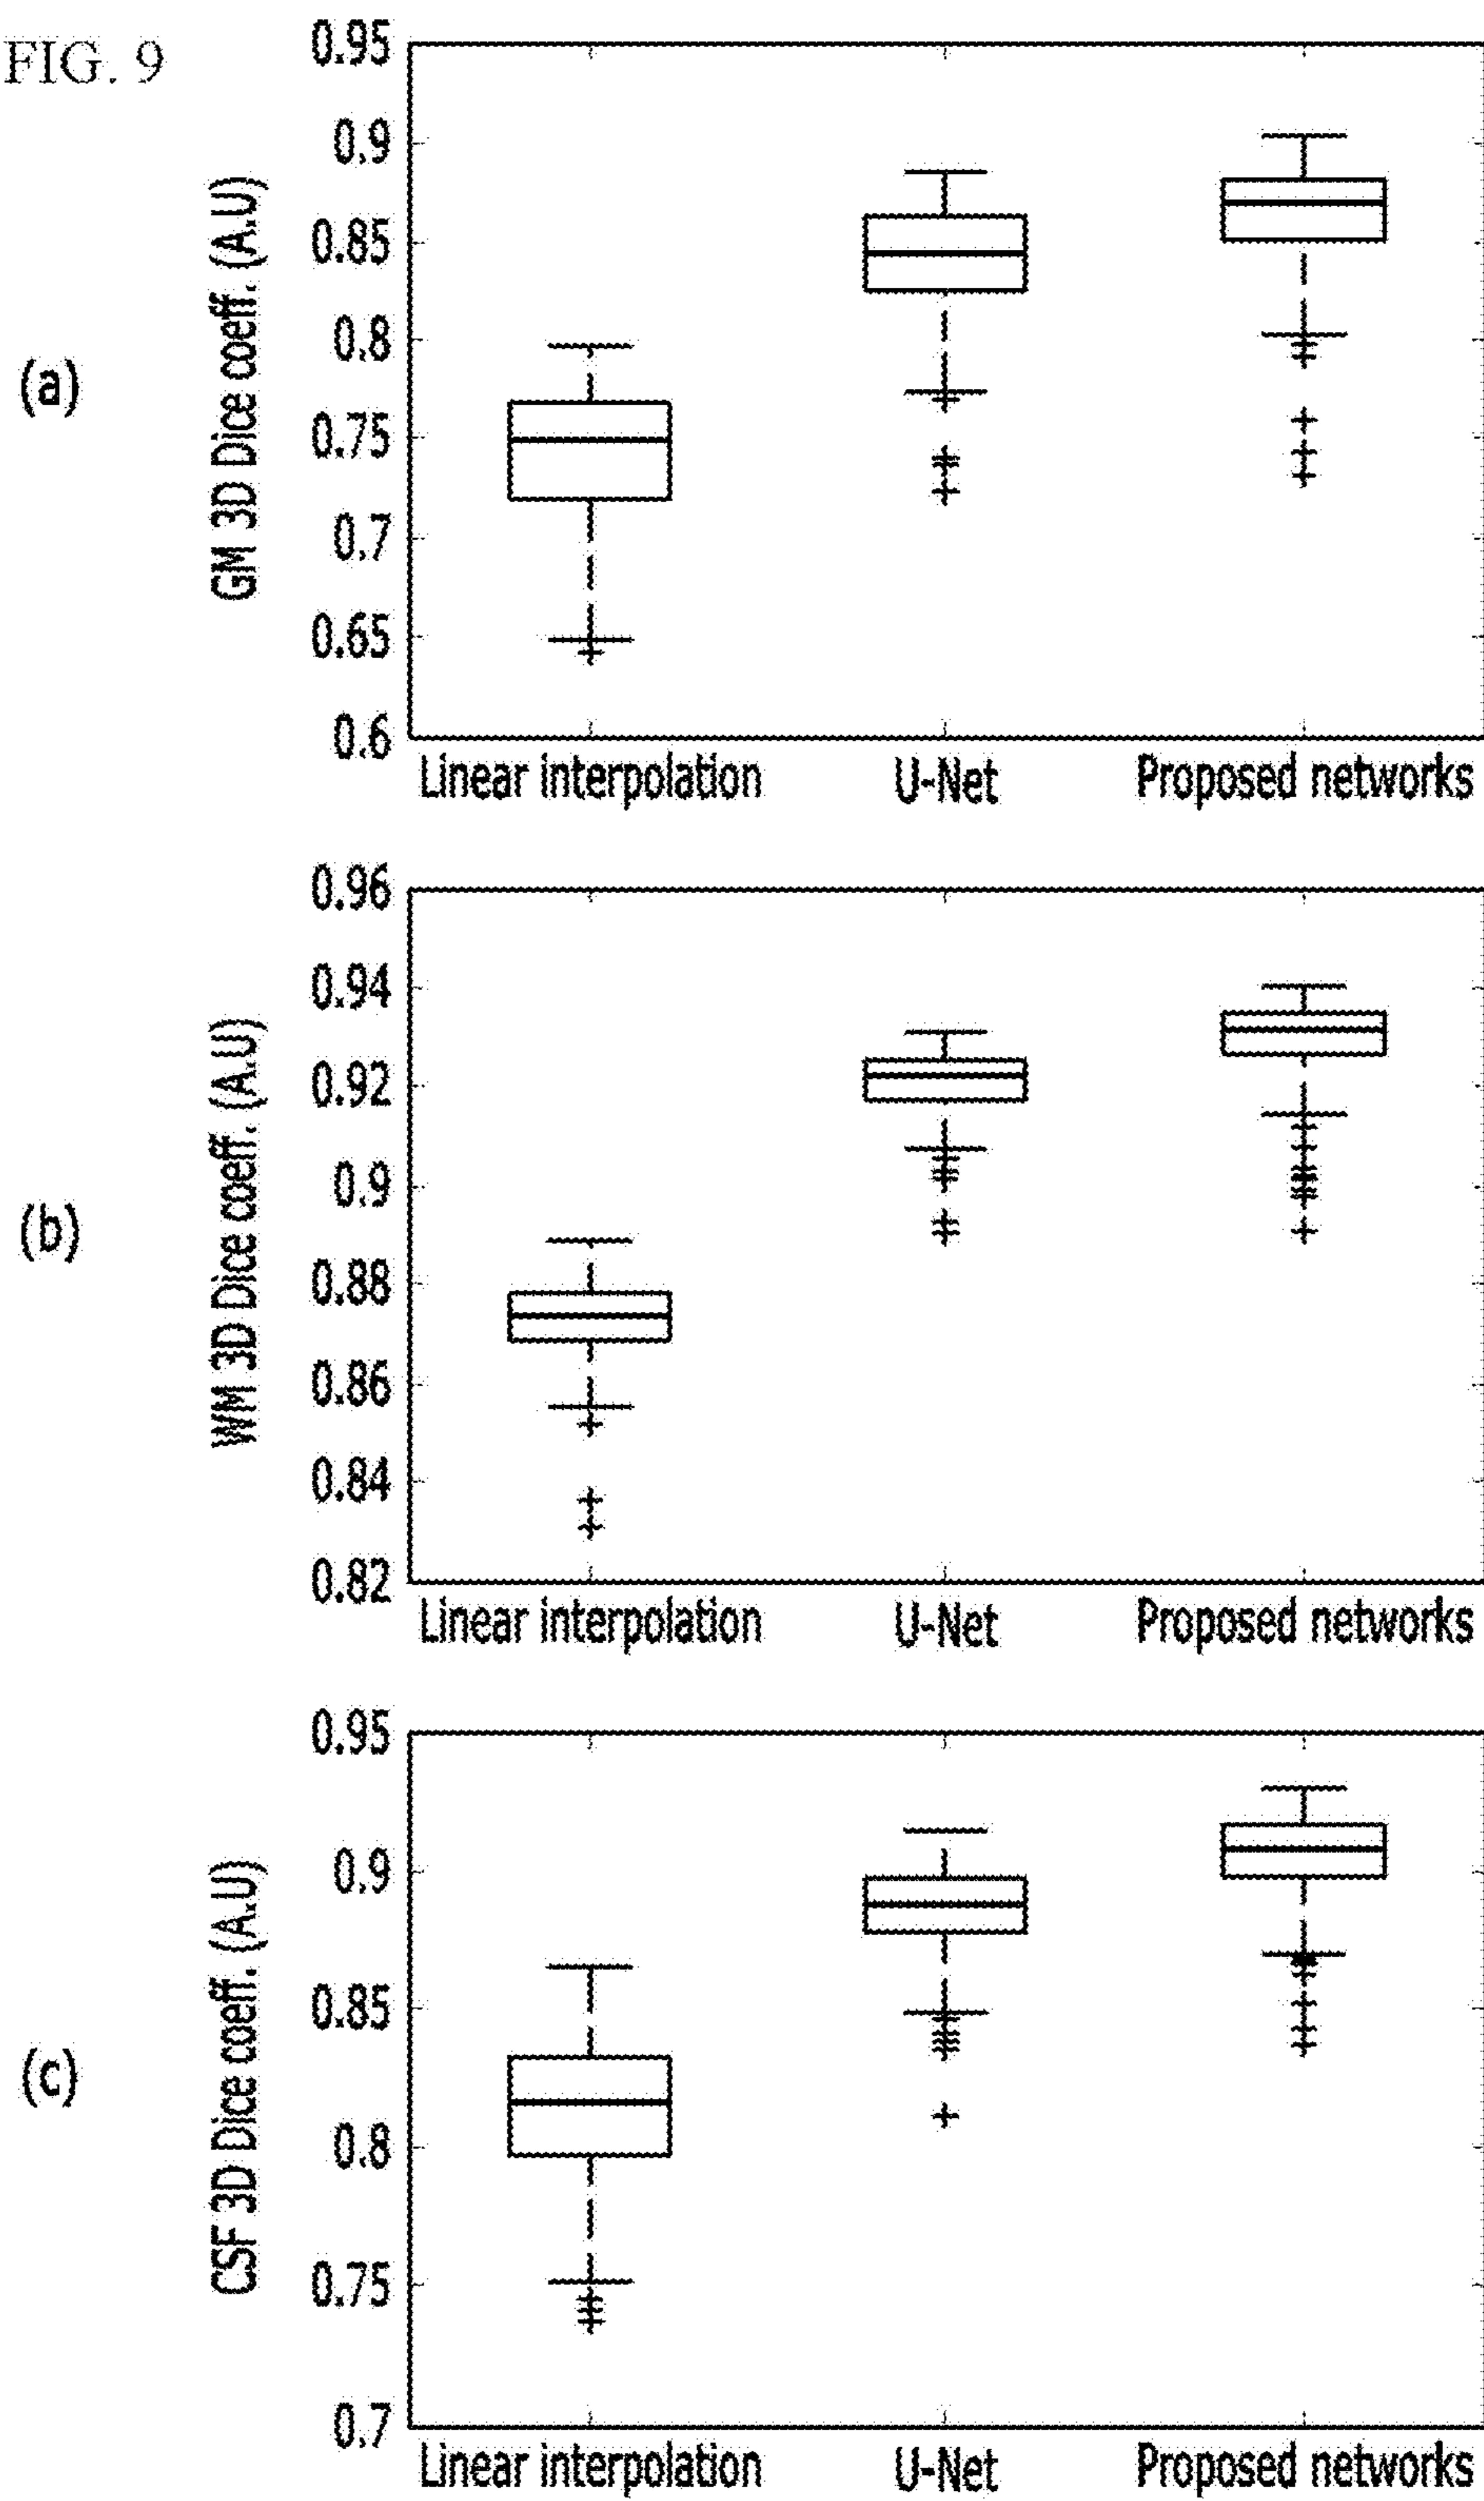 FIG. 9
(a)
GM 3D Dice coeff. (A.U)
0.95
0.9
0.85
0.8
0.75
0.7
0.65
0.6
Linear interpolation U-Net Proposed networks
(b)
WM 3D Dice coeff. (A.U)
0.96
0.94
0.92
0.9
0.88
0.86
0.84
0.82
Linear interpolation U-Net Proposed networks
(c)
CSF 3D Dice coeff. (A.U)
0.95
0.9
0.85
0.8
0.75
0.7
Linear interpolation U-Net Proposed networks